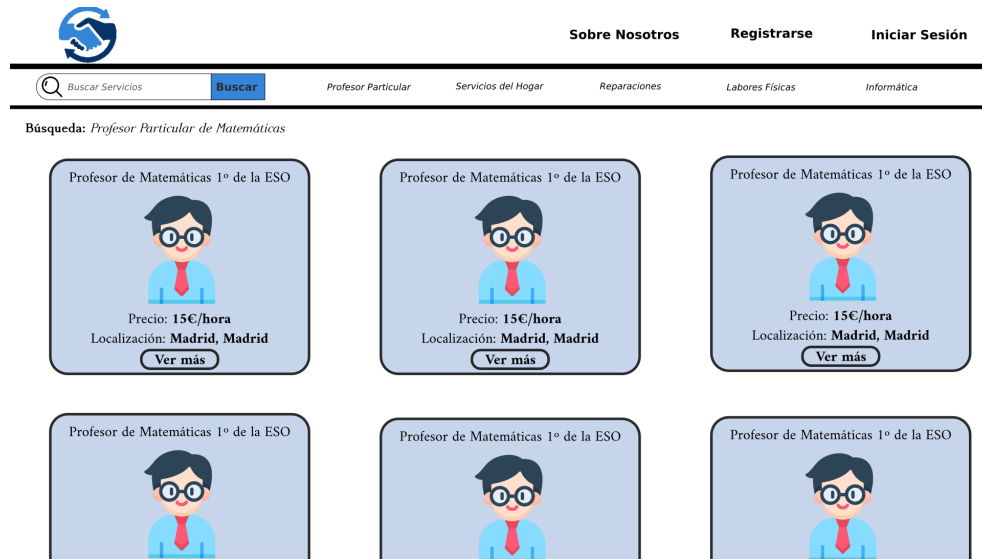 Sobre Nosotros Registrarse Iniciar Sesión
Buscar Servicios Buscar Profesor Particular Servicios del Hogar Reparaciones Labores Físicas Informática
Búsqueda: Profesor Particular de Matemáticas
Profesor de Matemáticas 1º de la ESO
Precio: 15€/hora
Localización: Madrid, Madrid
Ver más
Profesor de Matemáticas 1º de la ESO
Precio: 15€/hora
Localización: Madrid, Madrid
Ver más
Profesor de Matemáticas 1º de la ESO
Precio: 15€/hora
Localización: Madrid, Madrid
Ver más
Profesor de Matemáticas 1º de la ESO
Profesor de Matemáticas 1º de la ESO
Profesor de Matemáticas 1º de la ESO